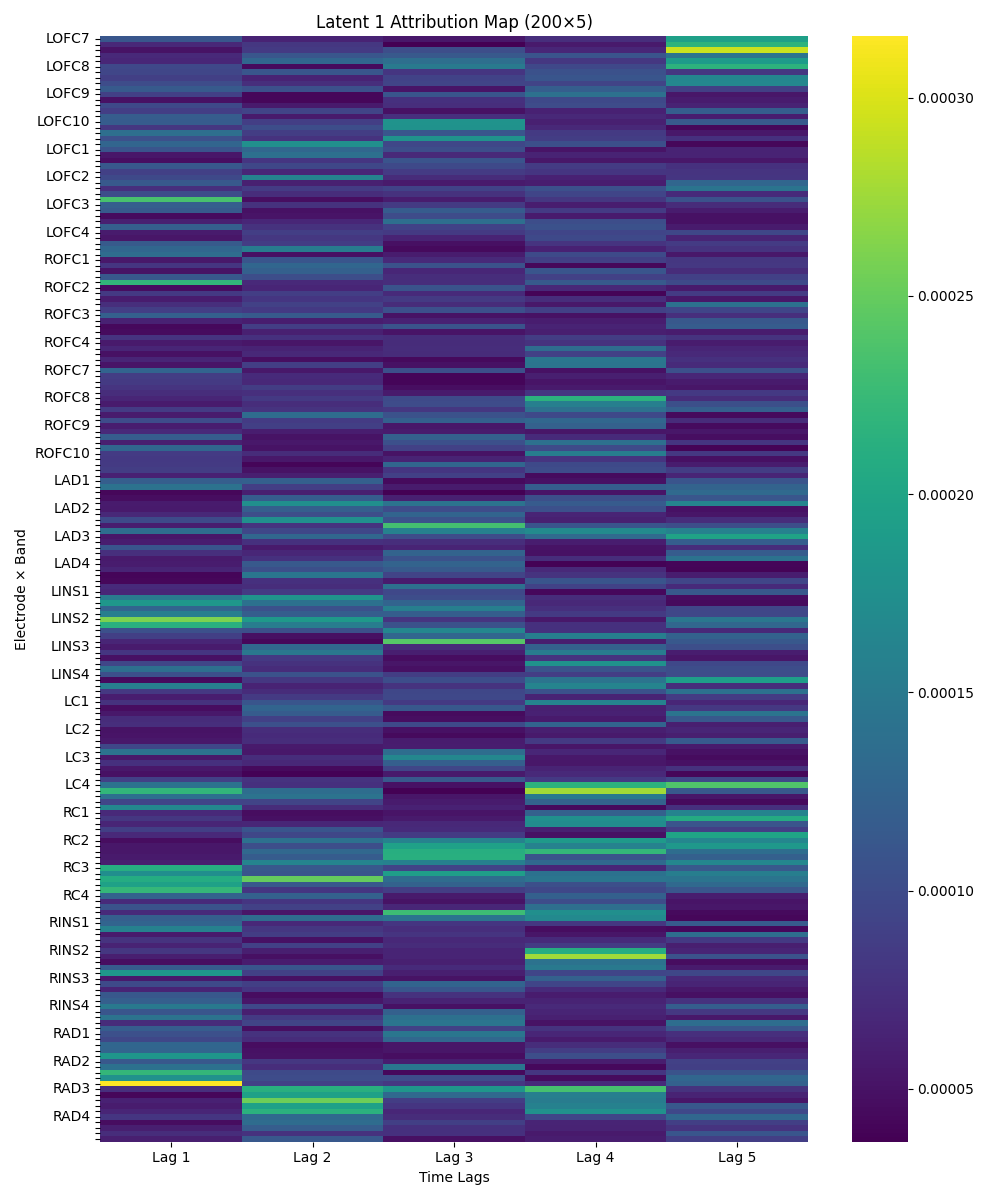 Latent 1 Attribution Map (200×5)
LOFC7
LOFC8
LOFC9
LOFC10
LOFC1
LOFC2
LOFC3
LOFC4
ROFC1
ROFC2
ROFC3
ROFC4
ROFC7
ROFC8
ROFC9
ROFC10
LAD1
LAD2
LAD3
LAD4
LINS1
LINS2
LINS3
LINS4
LC1
LC2
LC3
LC4
RC1
RC2
RC3
RC4
RINS1
RINS2
RINS3
RINS4
RAD1
RAD2
RAD3
RAD4
Electrode × Band
Lag 1 Lag 2 Lag 3 Lag 4 Lag 5
Time Lags
0.00030
0.00025
0.00020
0.00015
0.00010
0.00005